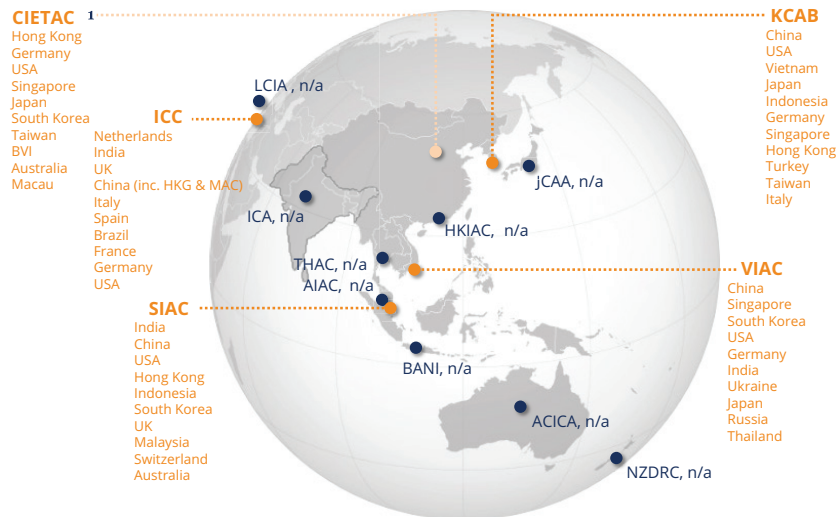 CIETAC 1
Hong Kong
Germany
USA
Singapore
Japan
South Korea
Taiwan
BVI
Australia
Macau
KCAB
China
USA
Vietnam
Japan
Indonesia
Germany
Singapore
Hong Kong
Turkey
Taiwan
Italy
LCIA , n/a
ICC
Netherlands
India
UK
China (inc. HKG & MAC)
Italy
Spain
Brazil
France
Germany
USA
jCAA, n/a
ICA, n/a
HKIAC, n/a
THAC, n/a
AIAC, n/a
VIAC
China
Singapore
South Korea
USA
Germany
India
Ukraine
Japan
Russia
Thailand
SIAC
India
China
USA
Hong Kong
Indonesia
South Korea
UK
Malaysia
Switzerland
Australia
BANI, n/a
ACICA, n/a
NZDRC, n/a